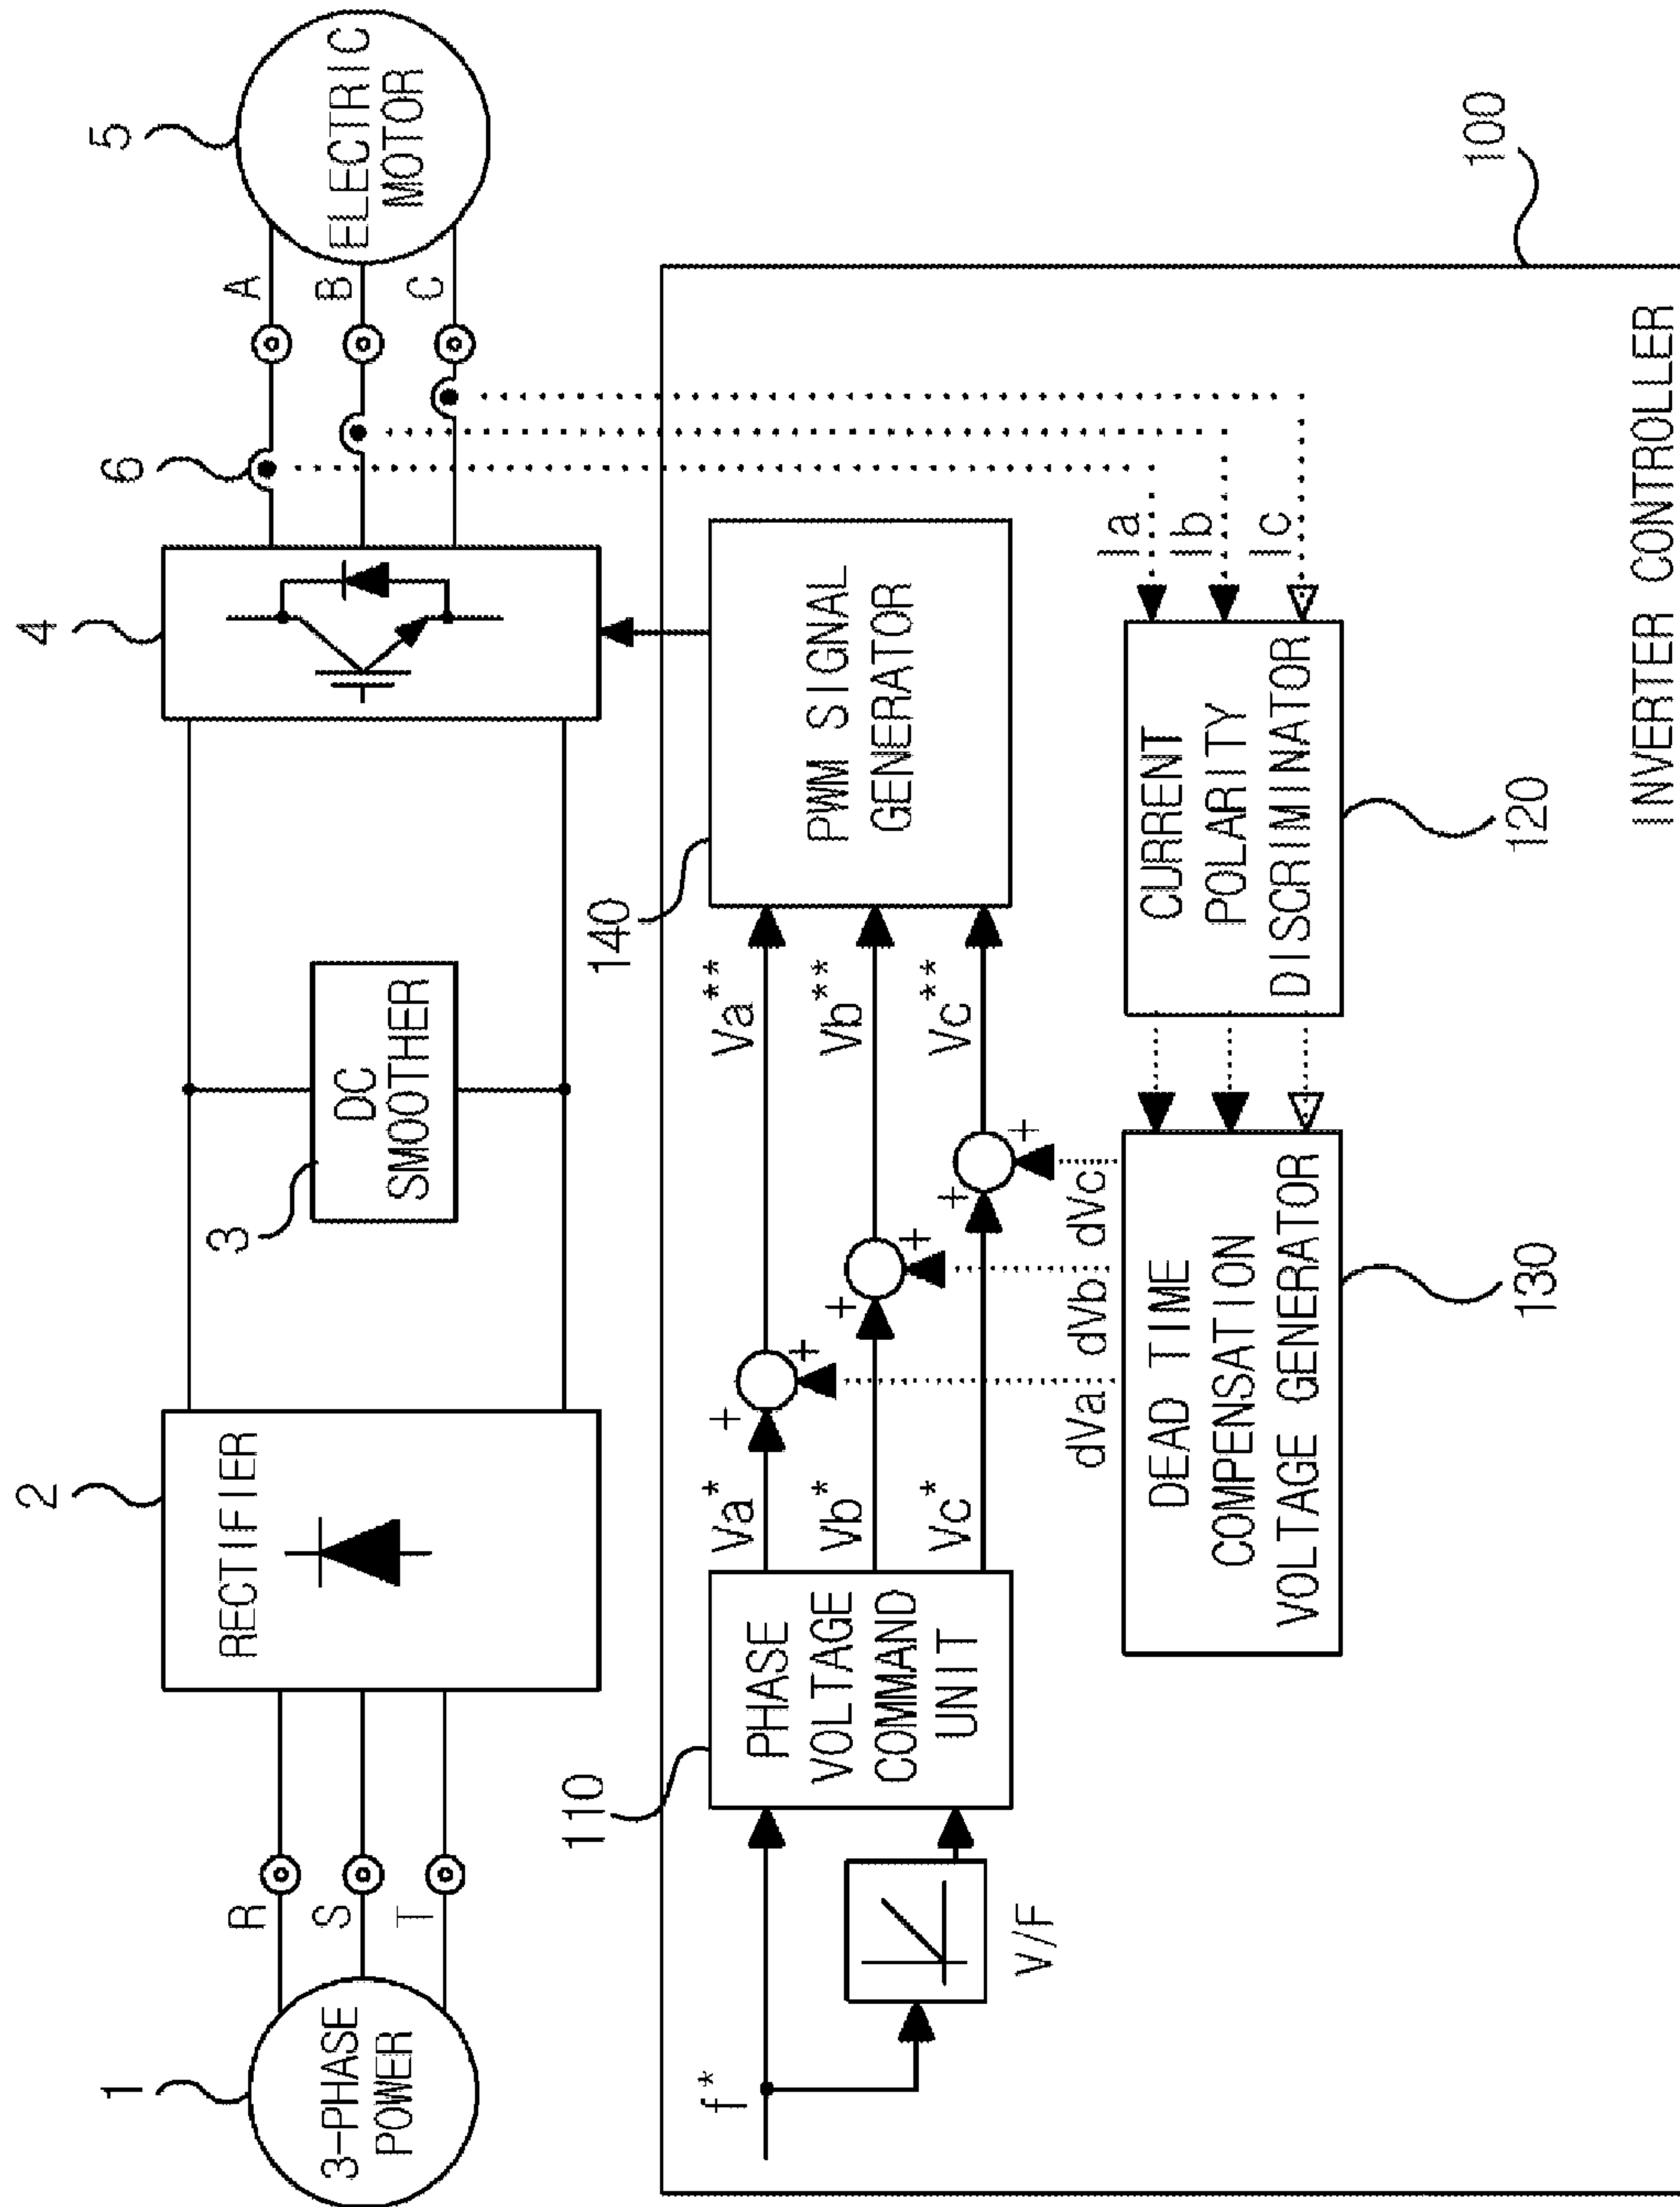 1
3-PHASE
POWER
R
S
T
2
RECTIFIER
3
DC
SMOOTHER
4
6
A
B
C
5
ELECTRIC
MOTOR
f*
V/F
110
PHASE
VOLTAGE
COMMAND
UNIT
Va*
Vb*
Vc*
+
+
+
+
+
+
Va**
Vb**
Vc**
140
PWM SIGNAL
GENERATOR
dVa dVb dVc
DEAD TIME
COMPENSATION
VOLTAGE GENERATOR
130
CURRENT
POLARITY
DISCRIMINATOR
120
Ia
Ib
Ic
100
INVERTER CONTROLLER